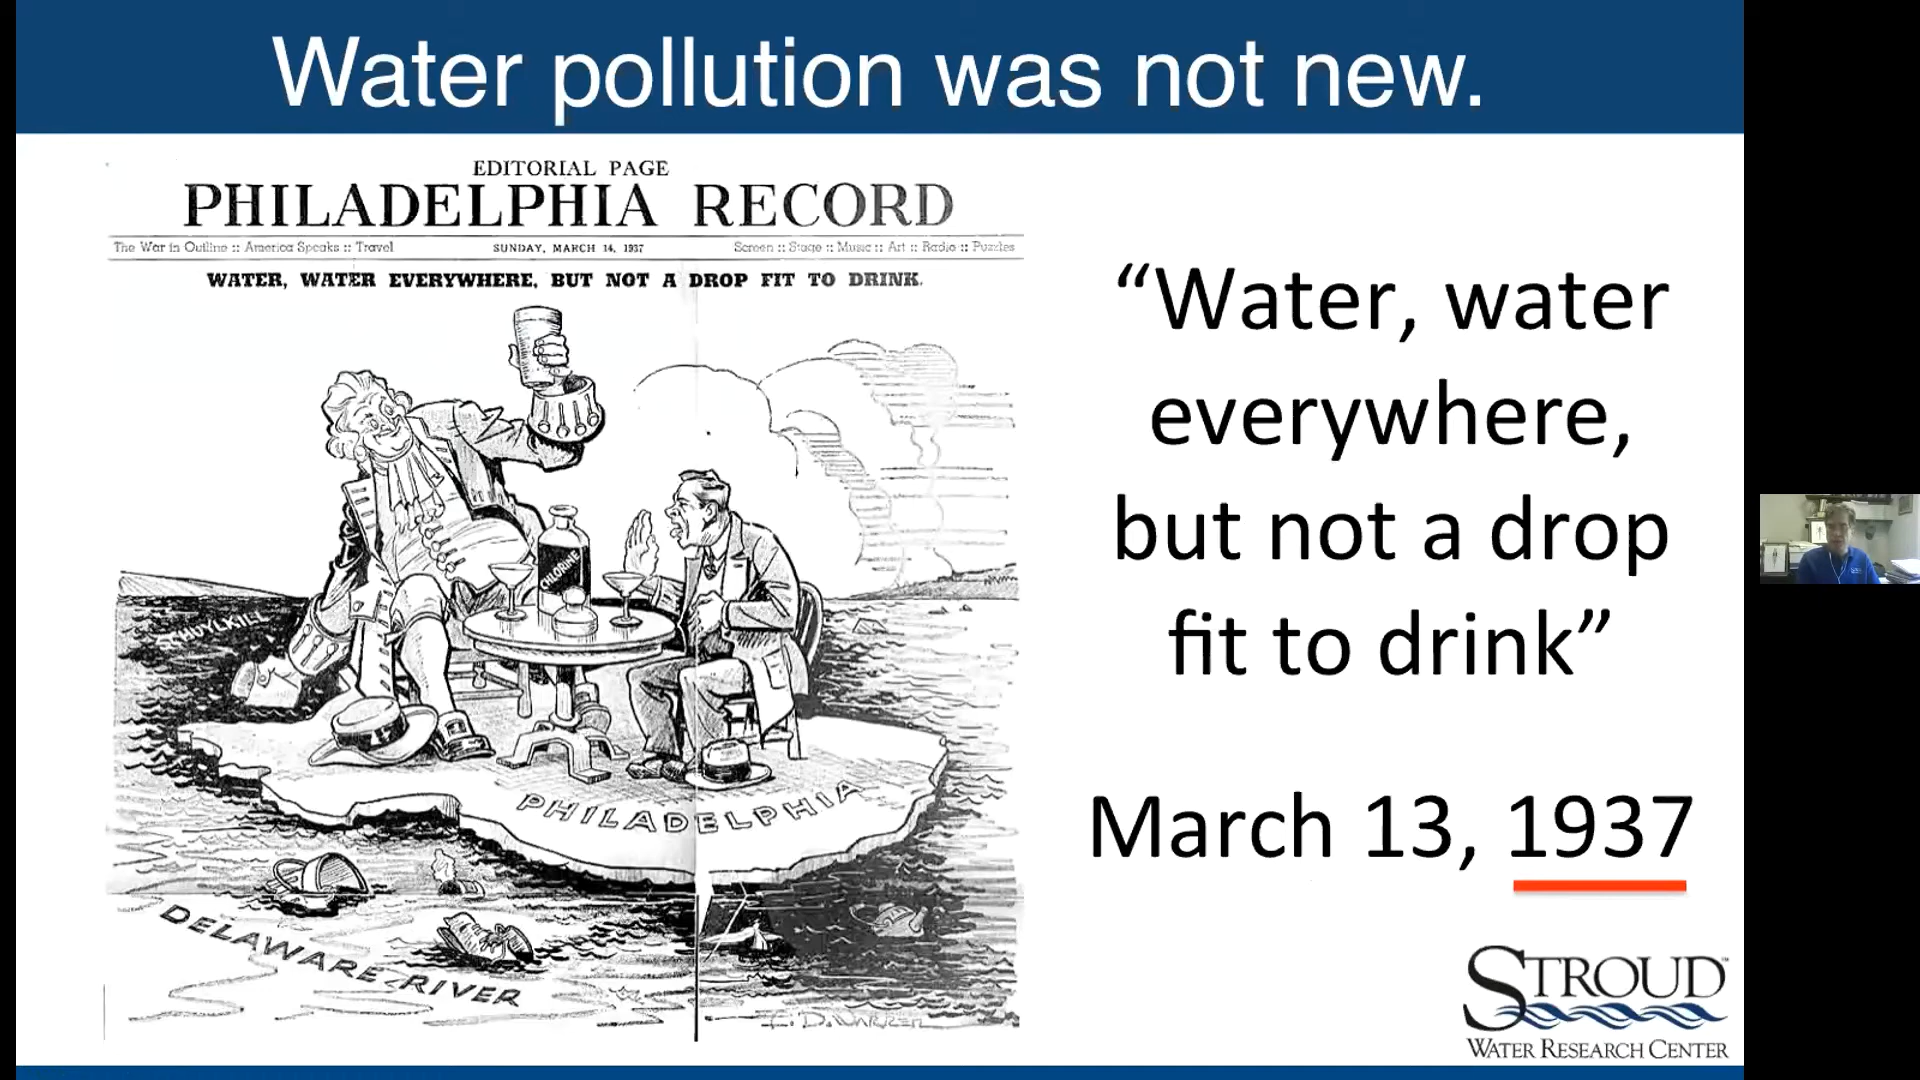 Water pollution was not new.
EDITORIAL PAGE
PHILADELPHIA RECORD
The War in Outline :: America Speaks :: Travel
SUNDAY, MARCH 14, 1937
Screen :: Stage :: Music :: Art :: Radio :: Puzzles
WATER, WATER EVERYWHERE, BUT NOT A DROP FIT TO DRINK.
CHLORINE
SCHUYLKILL
PHILADELPHIA
DELAWARE RIVER
“Water, water
everywhere,
but not a drop
fit to drink”
March 13, 1937
STROUD™
WATER RESEARCH CENTER